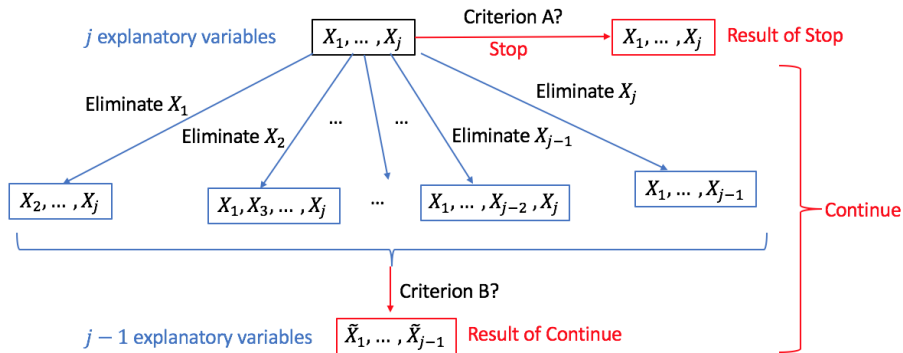 Criterion A?
j explanatory variables
X₁, … , Xⱼ
Stop
X₁, … , Xⱼ
Result of Stop
Eliminate X₁
Eliminate X₂
...
...
Eliminate Xⱼ₋₁
Eliminate Xⱼ
X₂, … , Xⱼ
X₁, X₃, … , Xⱼ
...
X₁, … , Xⱼ₋₂, Xⱼ
X₁, … , Xⱼ₋₁
Continue
Criterion B?
j − 1 explanatory variables
X̃₁, … , X̃ⱼ₋₁
Result of Continue